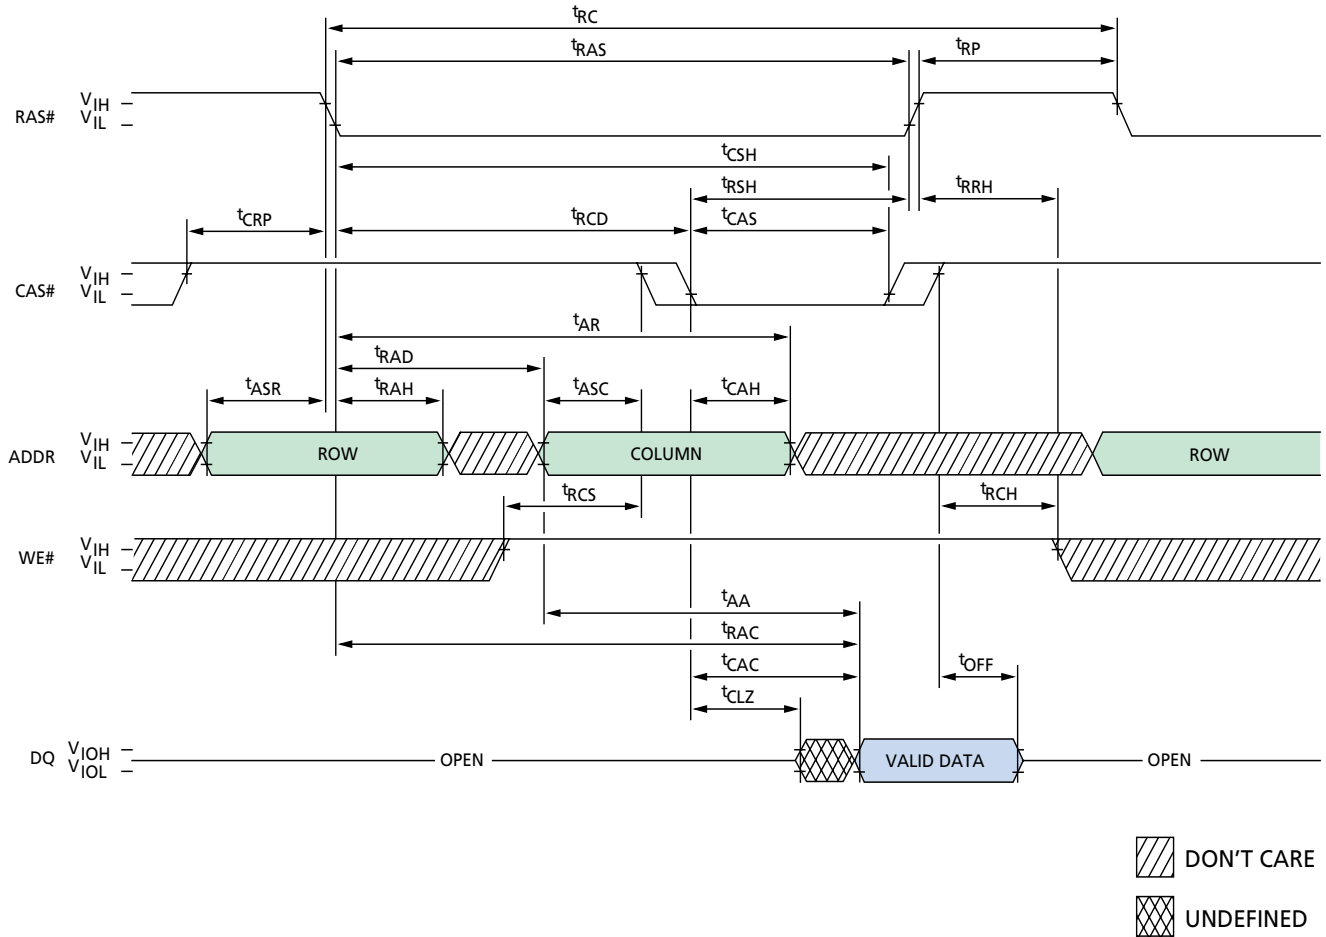 tRC
tRAS
tRP
RAS#
VIH
VIL
tCSH
tRSH
tRRH
tCRP
tRCD
tCAS
CAS#
VIH
VIL
tAR
tRAD
tASR
tRAH
tASC
tCAH
ADDR
VIH
VIL
ROW
COLUMN
ROW
tRCS
tRCH
WE#
VIH
VIL
tAA
tRAC
tCAC
tOFF
tCLZ
DQ
VIOH
VIOL
OPEN
VALID DATA
OPEN
DON'T CARE
UNDEFINED